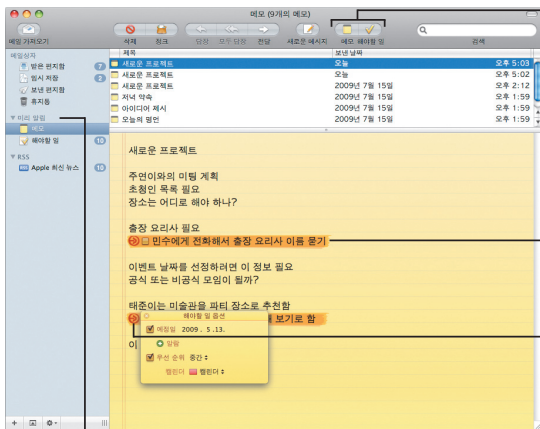 메모 (9개의 메모)
메일 가져오기
삭제 정크 답장 모두 답장 전달 새로운 메시지 메모 해야할 일 검색
메일상자
받은 편지함 7
임시 저장 2
보낸 편지함
휴지통
미리 알림
메모
해야할 일 10
RSS
Apple 최신 뉴스 10
제목 보낸 날짜
새로운 프로젝트 오늘 오후 5:03
새로운 프로젝트 오늘 오후 5:02
새로운 프로젝트 2009년 7월 15일 오후 2:12
저녁 약속 2009년 7월 15일 오후 1:59
아이디어 제시 2009년 7월 15일 오후 1:59
오늘의 명언 2009년 7월 15일 오후 1:59
새로운 프로젝트
주연이와의 미팅 계획
초청인 목록 필요
장소는 어디로 해야 하나?
출장 요리사 필요
민수에게 전화해서 출장 요리사 이름 묻기
이벤트 날짜를 선정하려면 이 정보 필요
공식 또는 비공식 모임이 될까?
태준이는 미술관을 파티 장소로 추천함
보기로 함
이
해야할 일 옵션
예정일 2009 . 5 .13.
알람
우선 순위 중간
캘린더 캘린더